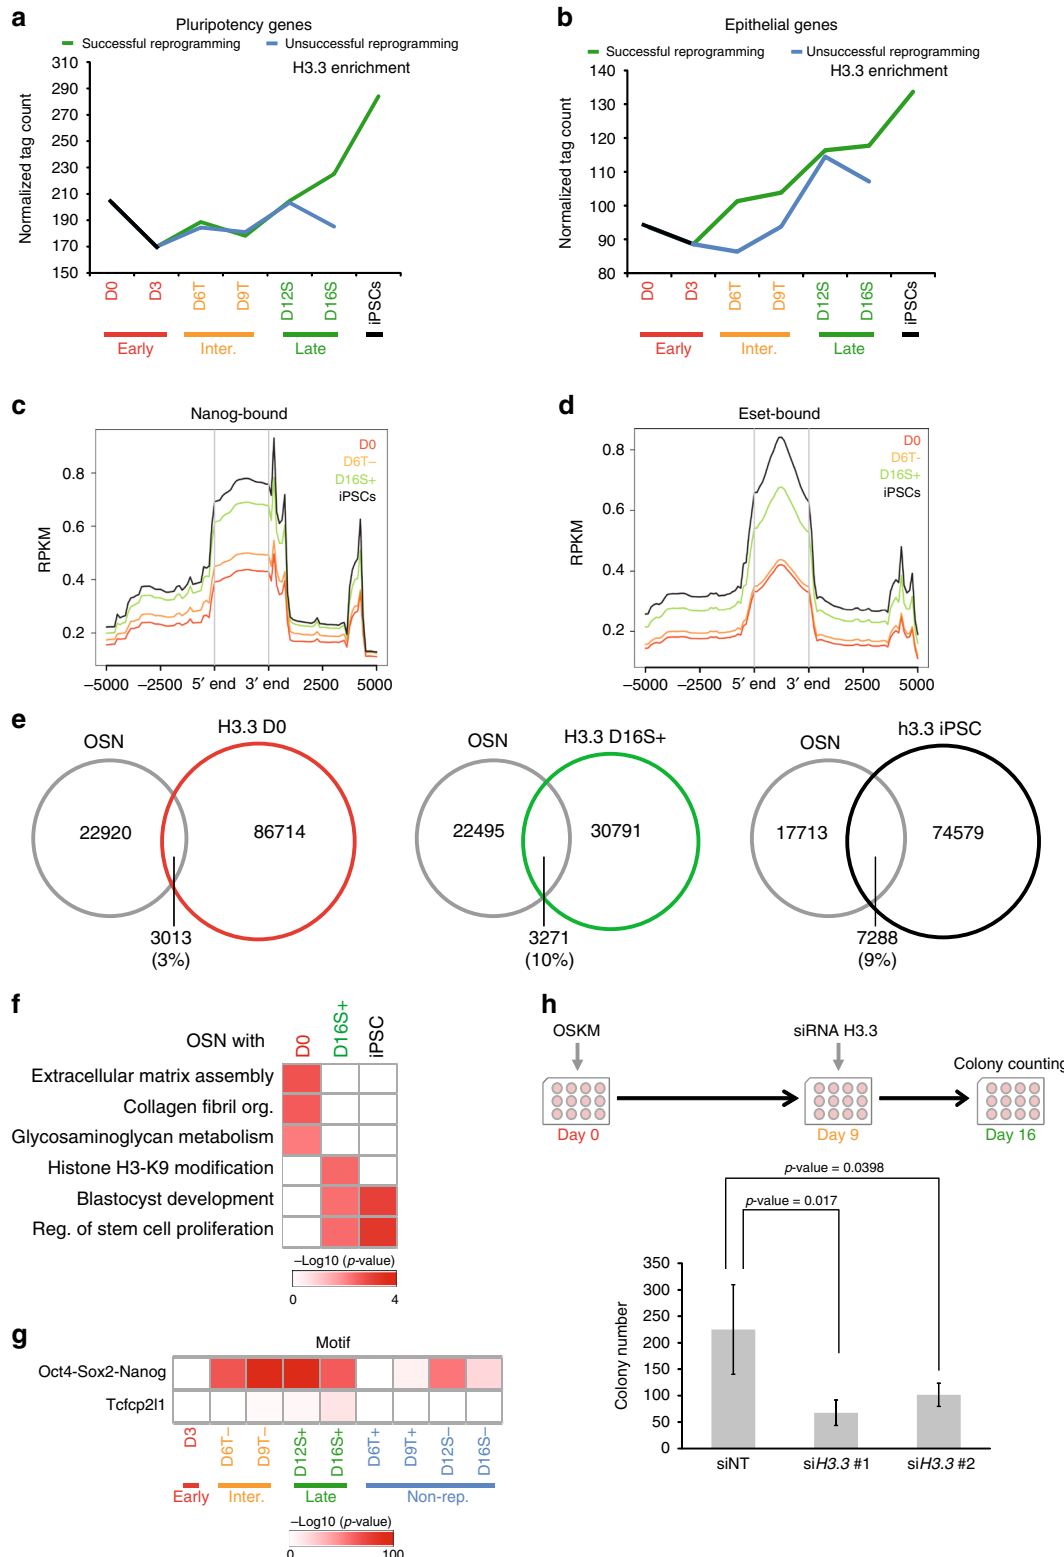 a
Pluripotency genes
Successful reprogramming
Unsuccessful reprogramming
H3.3 enrichment
Normalized tag count
310
290
270
250
230
210
190
170
150
D0
D3
D6T
D9T
D12S
D16S
iPSCs
Early
Inter.
Late
b
Epithelial genes
Successful reprogramming
Unsuccessful reprogramming
H3.3 enrichment
Normalized tag count
140
130
120
110
100
90
80
D0
D3
D6T
D9T
D12S
D16S
iPSCs
Early
Inter.
Late
c
Nanog-bound
D0
D6T−
D16S+
iPSCs
RPKM
0.8
0.6
0.4
0.2
−5000
−2500
5′ end
3′ end
2500
5000
d
Eset-bound
D0
D6T-
D16S+
iPSCs
RPKM
0.8
0.6
0.4
0.2
−5000
−2500
5′ end
3′ end
2500
5000
e
OSN
H3.3 D0
22920
86714
3013
(3%)
OSN
H3.3 D16S+
22495
30791
3271
(10%)
OSN
h3.3 iPSC
17713
74579
7288
(9%)
f
OSN with
D0
D16S+
iPSC
Extracellular matrix assembly
Collagen fibril org.
Glycosaminoglycan metabolism
Histone H3-K9 modification
Blastocyst development
Reg. of stem cell proliferation
−Log10 (p-value)
0
4
g
Motif
Oct4-Sox2-Nanog
Tcfcp2l1
D3
D6T−
D9T−
D12S+
D16S+
D6T+
D9T+
D12S−
D16S−
Early
Inter.
Late
Non-rep.
−Log10 (p-value)
0
100
h
OSKM
siRNA H3.3
Colony counting
Day 0
Day 9
Day 16
p-value = 0.0398
p-value = 0.017
Colony number
350
300
250
200
150
100
50
0
siNT
siH3.3 #1
siH3.3 #2